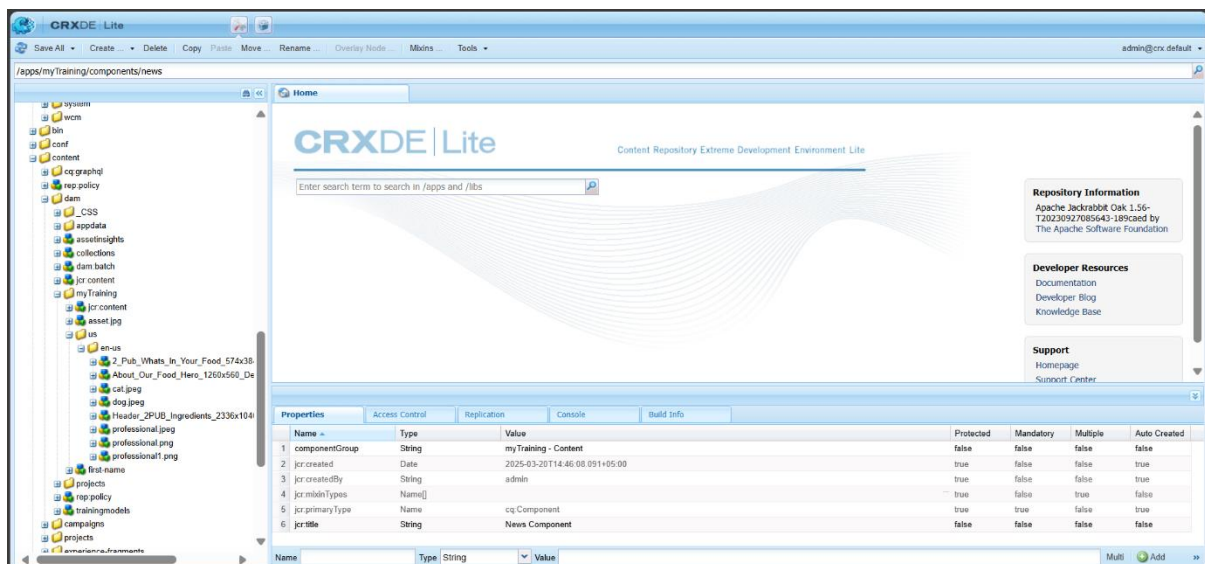 CRXDE Lite
Save All Create ... Delete Copy Paste Move ... Rename ... Overlay Node ... Mixins ... Tools admin@crx.default
/apps/myTraining/components/news
system
wcm
bin
conf
content
cq:graphql
rep:policy
dam
_CSS
appdata
assetinsights
collections
dam:batch
jcr:content
myTraining
jcr:content
asset.jpg
us
en-us
2_Pub_Whats_In_Your_Food_574x38
About_Our_Food_Hero_1260x560_De
cat.jpeg
dog.jpeg
Header_2PUB_Ingredients_2336x104
professional.jpeg
professional.png
professional1.png
first-name
projects
rep:policy
trainingmodels
campaigns
projects
experience-fragments
Home
CRXDE Lite
Content Repository Extreme Development Environment Lite
Enter search term to search in /apps and /libs
Repository Information
Apache Jackrabbit Oak 1.56-
T20230927085643-189caed by
The Apache Software Foundation
Developer Resources
Documentation
Developer Blog
Knowledge Base
Support
Homepage
Support Center
Properties Access Control Replication Console Build Info
Name Type Value Protected Mandatory Multiple Auto Created
1 componentGroup String myTraining - Content false false false false
2 jcr:created Date 2025-03-20T14:46:08.091+05:00 true false false true
3 jcr:createdBy String admin true false false true
4 jcr:mixinTypes Name[] ... true false true false
5 jcr:primaryType Name cq:Component true true false true
6 jcr:title String News Component false false false false
Name Type String Value Multi Add »